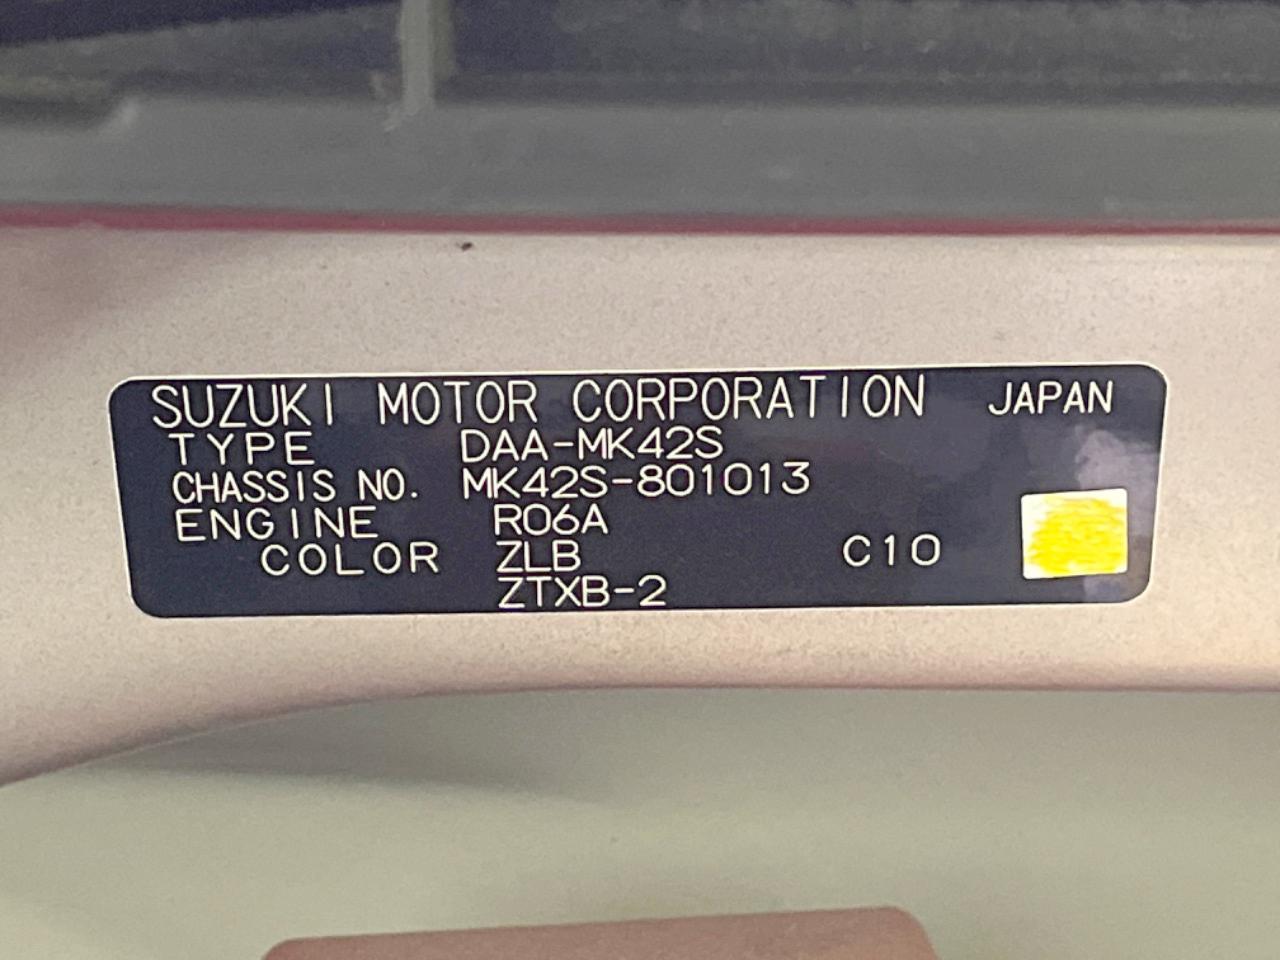 SUZUKI MOTOR CORPORATION JAPAN
TYPE DAA-MK42S
CHASSIS NO. MK42S-801013
ENGINE R06A
COLOR ZLB C10
ZTXB-2